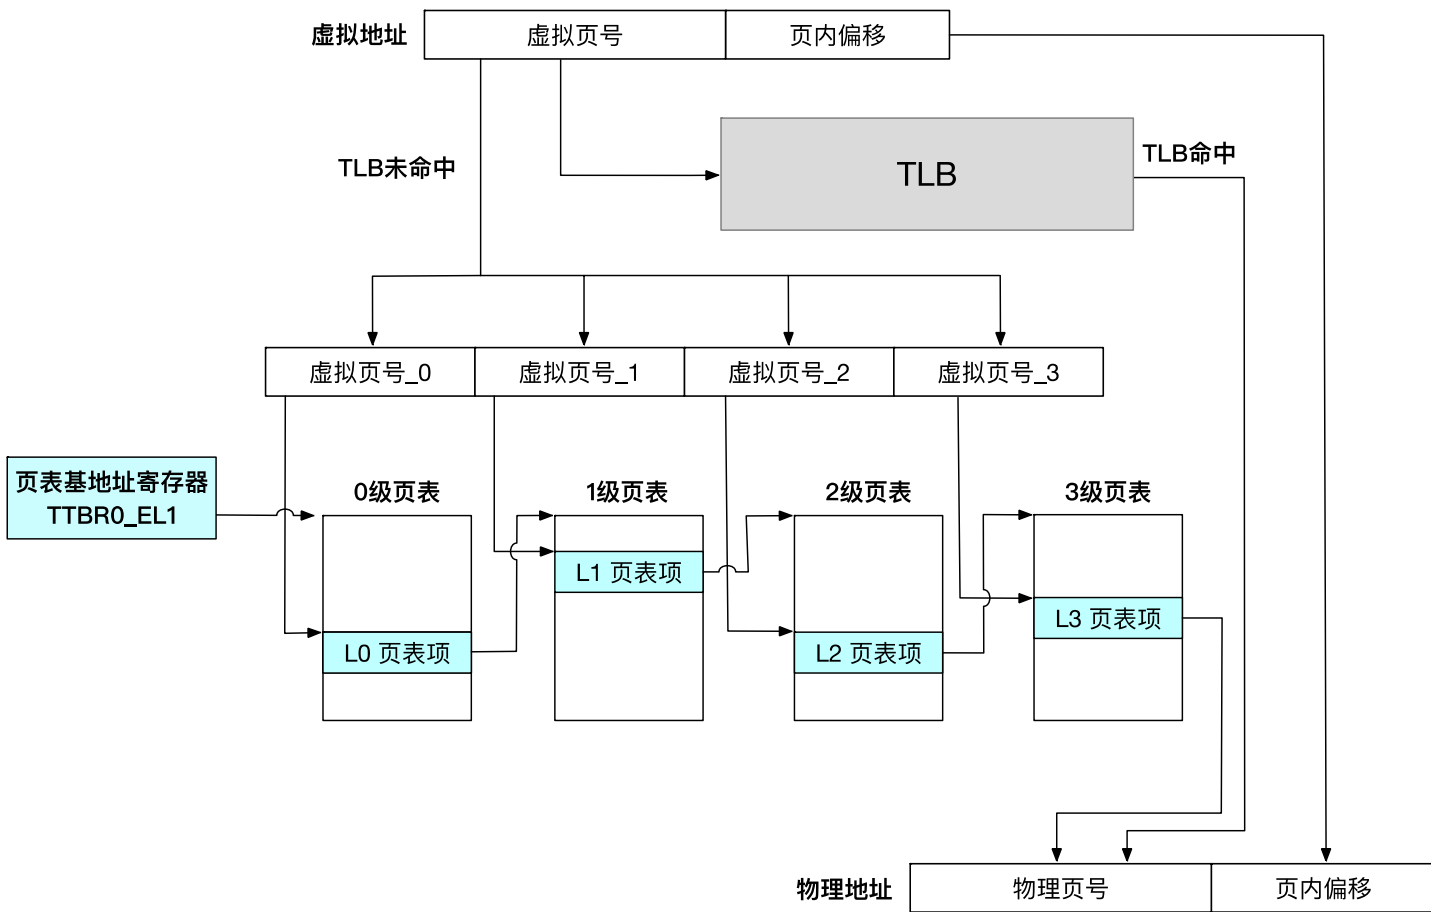 虚拟地址
虚拟页号
页内偏移
TLB未命中
TLB
TLB命中
虚拟页号_0
虚拟页号_1
虚拟页号_2
虚拟页号_3
页表基地址寄存器
TTBR0_EL1
0级页表
1级页表
2级页表
3级页表
L0 页表项
L1 页表项
L2 页表项
L3 页表项
物理地址
物理页号
页内偏移